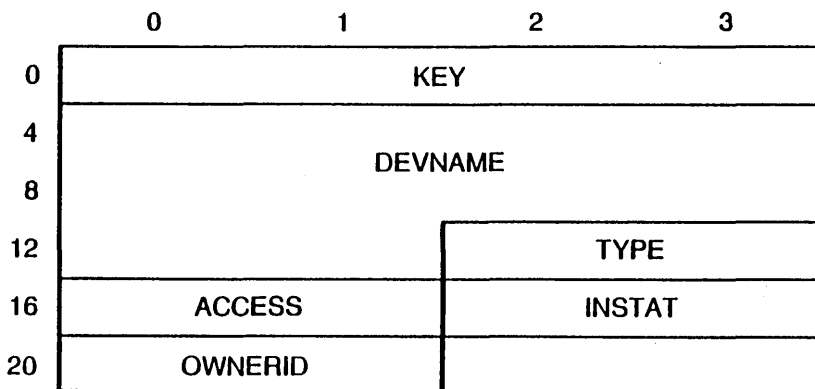 0 1 2 3
0 KEY
4
DEVNAME
8
12 TYPE
16 ACCESS INSTAT
20 OWNERID